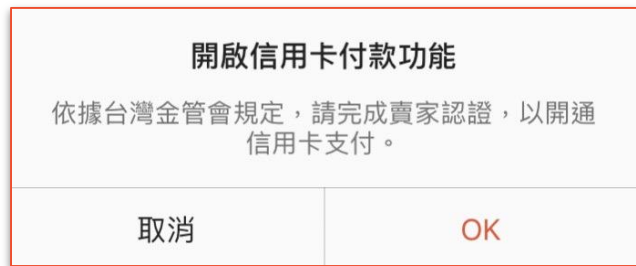 開啟信用卡付款功能
依據台灣金管會規定，請完成賣家認證，以開通
信用卡支付。
取消
OK